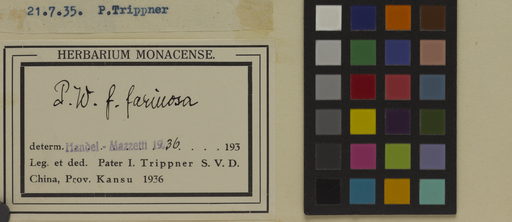 21.7.35. P.Trippner
HERBARIUM MONACENSE.
P. W. f. farinosa
determ. Handel.-Mazzetti 1936. . . . . 193
Leg. et ded. Pater I. Trippner S. V. D.
China, Prov. Kansu 1936